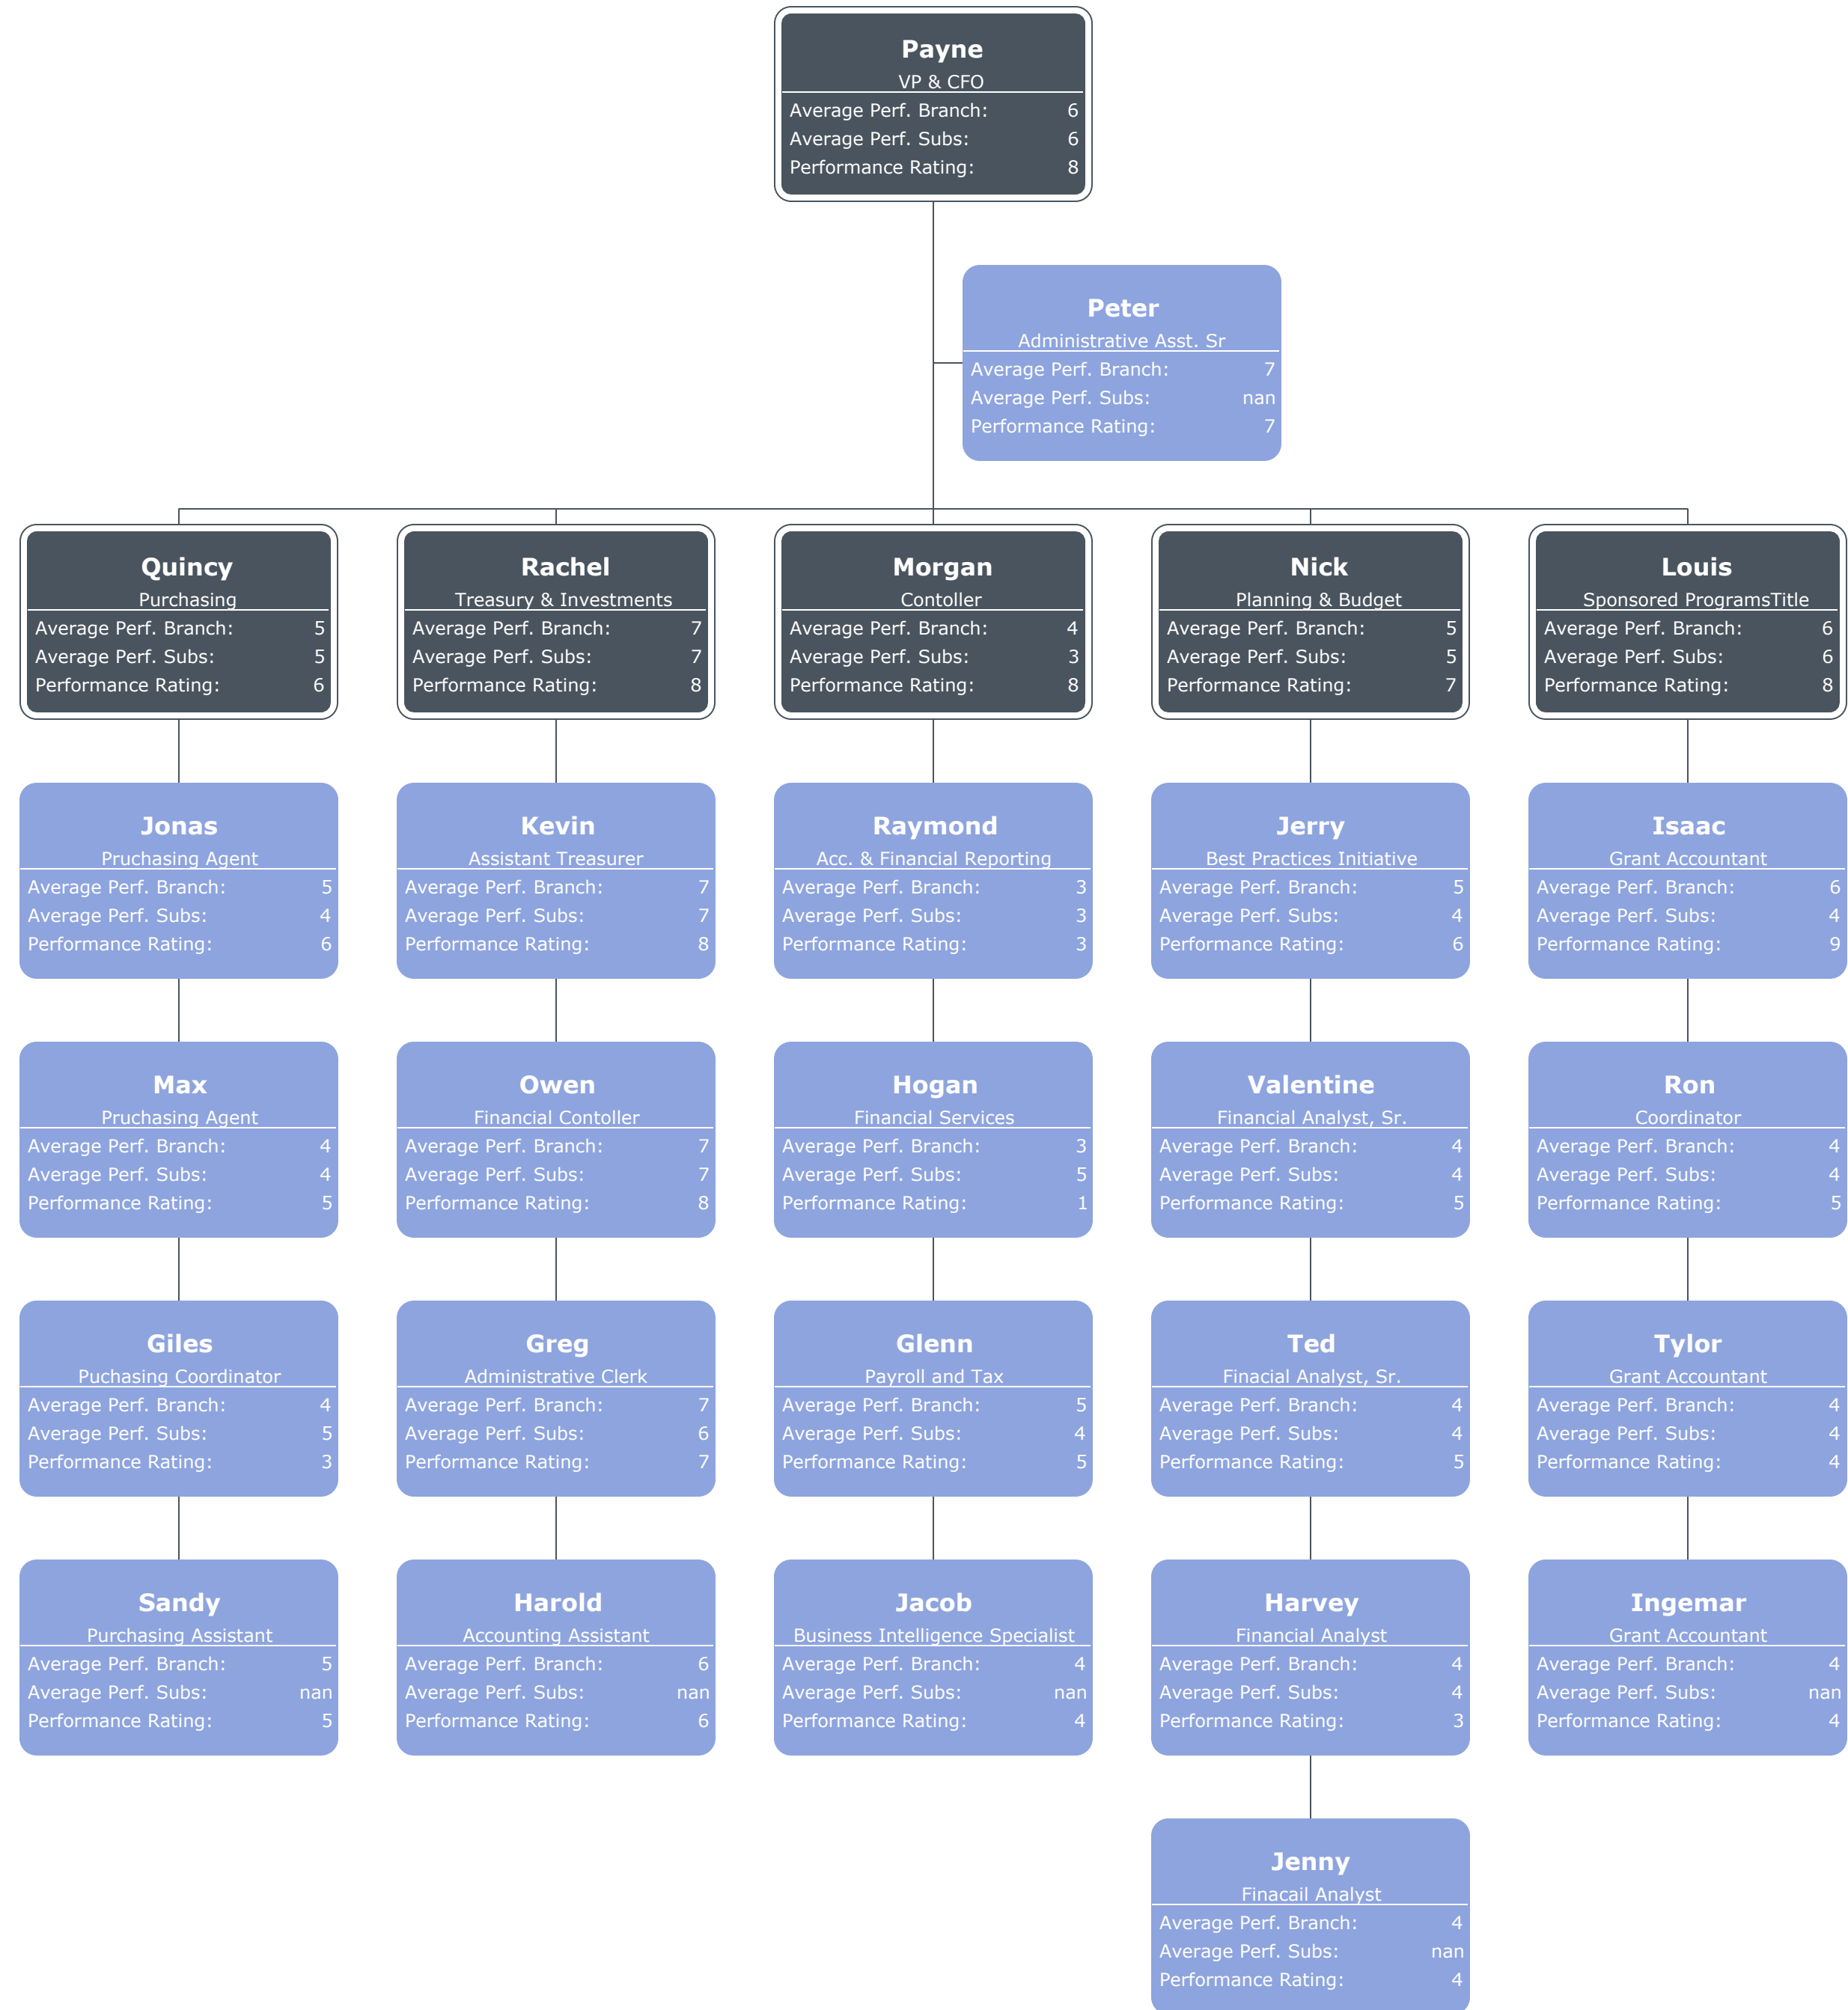 Payne
VP & CFO
Average Perf. Branch: 6
Average Perf. Subs: 6
Performance Rating: 8
Peter
Administrative Asst. Sr
Average Perf. Branch: 7
Average Perf. Subs: nan
Performance Rating: 7
Quincy
Purchasing
Average Perf. Branch: 5
Average Perf. Subs: 5
Performance Rating: 6
Rachel
Treasury & Investments
Average Perf. Branch: 7
Average Perf. Subs: 7
Performance Rating: 8
Morgan
Contoller
Average Perf. Branch: 4
Average Perf. Subs: 3
Performance Rating: 8
Nick
Planning & Budget
Average Perf. Branch: 5
Average Perf. Subs: 5
Performance Rating: 7
Louis
Sponsored ProgramsTitle
Average Perf. Branch: 6
Average Perf. Subs: 6
Performance Rating: 8
Jonas
Pruchasing Agent
Average Perf. Branch: 5
Average Perf. Subs: 4
Performance Rating: 6
Kevin
Assistant Treasurer
Average Perf. Branch: 7
Average Perf. Subs: 7
Performance Rating: 8
Raymond
Acc. & Financial Reporting
Average Perf. Branch: 3
Average Perf. Subs: 3
Performance Rating: 3
Jerry
Best Practices Initiative
Average Perf. Branch: 5
Average Perf. Subs: 4
Performance Rating: 6
Isaac
Grant Accountant
Average Perf. Branch: 6
Average Perf. Subs: 4
Performance Rating: 9
Max
Pruchasing Agent
Average Perf. Branch: 4
Average Perf. Subs: 4
Performance Rating: 5
Owen
Financial Contoller
Average Perf. Branch: 7
Average Perf. Subs: 7
Performance Rating: 8
Hogan
Financial Services
Average Perf. Branch: 3
Average Perf. Subs: 5
Performance Rating: 1
Valentine
Financial Analyst, Sr.
Average Perf. Branch: 4
Average Perf. Subs: 4
Performance Rating: 5
Ron
Coordinator
Average Perf. Branch: 4
Average Perf. Subs: 4
Performance Rating: 5
Giles
Puchasing Coordinator
Average Perf. Branch: 4
Average Perf. Subs: 5
Performance Rating: 3
Greg
Administrative Clerk
Average Perf. Branch: 7
Average Perf. Subs: 6
Performance Rating: 7
Glenn
Payroll and Tax
Average Perf. Branch: 5
Average Perf. Subs: 4
Performance Rating: 5
Ted
Finacial Analyst, Sr.
Average Perf. Branch: 4
Average Perf. Subs: 4
Performance Rating: 5
Tylor
Grant Accountant
Average Perf. Branch: 4
Average Perf. Subs: 4
Performance Rating: 4
Sandy
Purchasing Assistant
Average Perf. Branch: 5
Average Perf. Subs: nan
Performance Rating: 5
Harold
Accounting Assistant
Average Perf. Branch: 6
Average Perf. Subs: nan
Performance Rating: 6
Jacob
Business Intelligence Specialist
Average Perf. Branch: 4
Average Perf. Subs: nan
Performance Rating: 4
Harvey
Financial Analyst
Average Perf. Branch: 4
Average Perf. Subs: 4
Performance Rating: 3
Ingemar
Grant Accountant
Average Perf. Branch: 4
Average Perf. Subs: nan
Performance Rating: 4
Jenny
Finacail Analyst
Average Perf. Branch: 4
Average Perf. Subs: nan
Performance Rating: 4